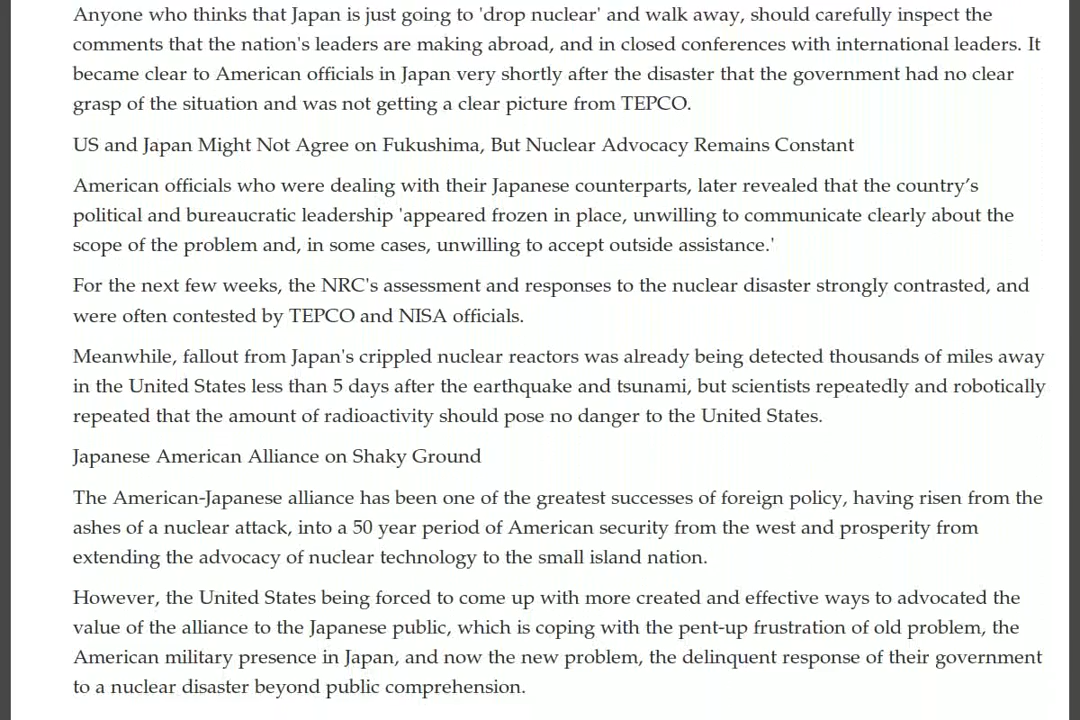 Anyone who thinks that Japan is just going to 'drop nuclear' and walk away, should carefully inspect the
comments that the nation's leaders are making abroad, and in closed conferences with international leaders. It
became clear to American officials in Japan very shortly after the disaster that the government had no clear
grasp of the situation and was not getting a clear picture from TEPCO.
US and Japan Might Not Agree on Fukushima, But Nuclear Advocacy Remains Constant
American officials who were dealing with their Japanese counterparts, later revealed that the country’s
political and bureaucratic leadership 'appeared frozen in place, unwilling to communicate clearly about the
scope of the problem and, in some cases, unwilling to accept outside assistance.'
For the next few weeks, the NRC's assessment and responses to the nuclear disaster strongly contrasted, and
were often contested by TEPCO and NISA officials.
Meanwhile, fallout from Japan's crippled nuclear reactors was already being detected thousands of miles away
in the United States less than 5 days after the earthquake and tsunami, but scientists repeatedly and robotically
repeated that the amount of radioactivity should pose no danger to the United States.
Japanese American Alliance on Shaky Ground
The American-Japanese alliance has been one of the greatest successes of foreign policy, having risen from the
ashes of a nuclear attack, into a 50 year period of American security from the west and prosperity from
extending the advocacy of nuclear technology to the small island nation.
However, the United States being forced to come up with more created and effective ways to advocated the
value of the alliance to the Japanese public, which is coping with the pent-up frustration of old problem, the
American military presence in Japan, and now the new problem, the delinquent response of their government
to a nuclear disaster beyond public comprehension.